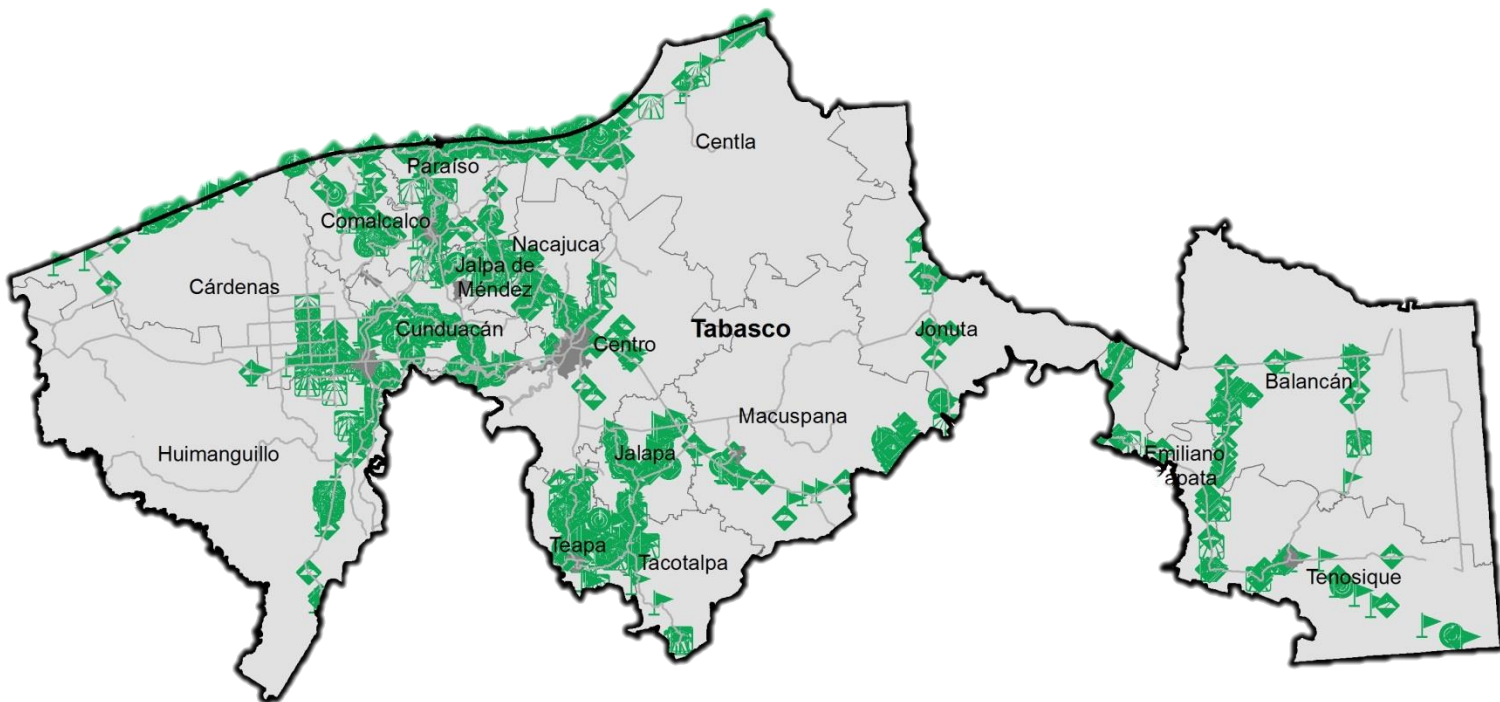 Centla
Paraíso
Comalcalco
Nacajuca
Jalpa de
Méndez
Cárdenas
Cunduacán
Tabasco
Centro
Jonuta
Balancán
Macuspana
Huimanguillo
Jalapa
Emiliano
Zapata
Teapa
Tacotalpa
Tenosique